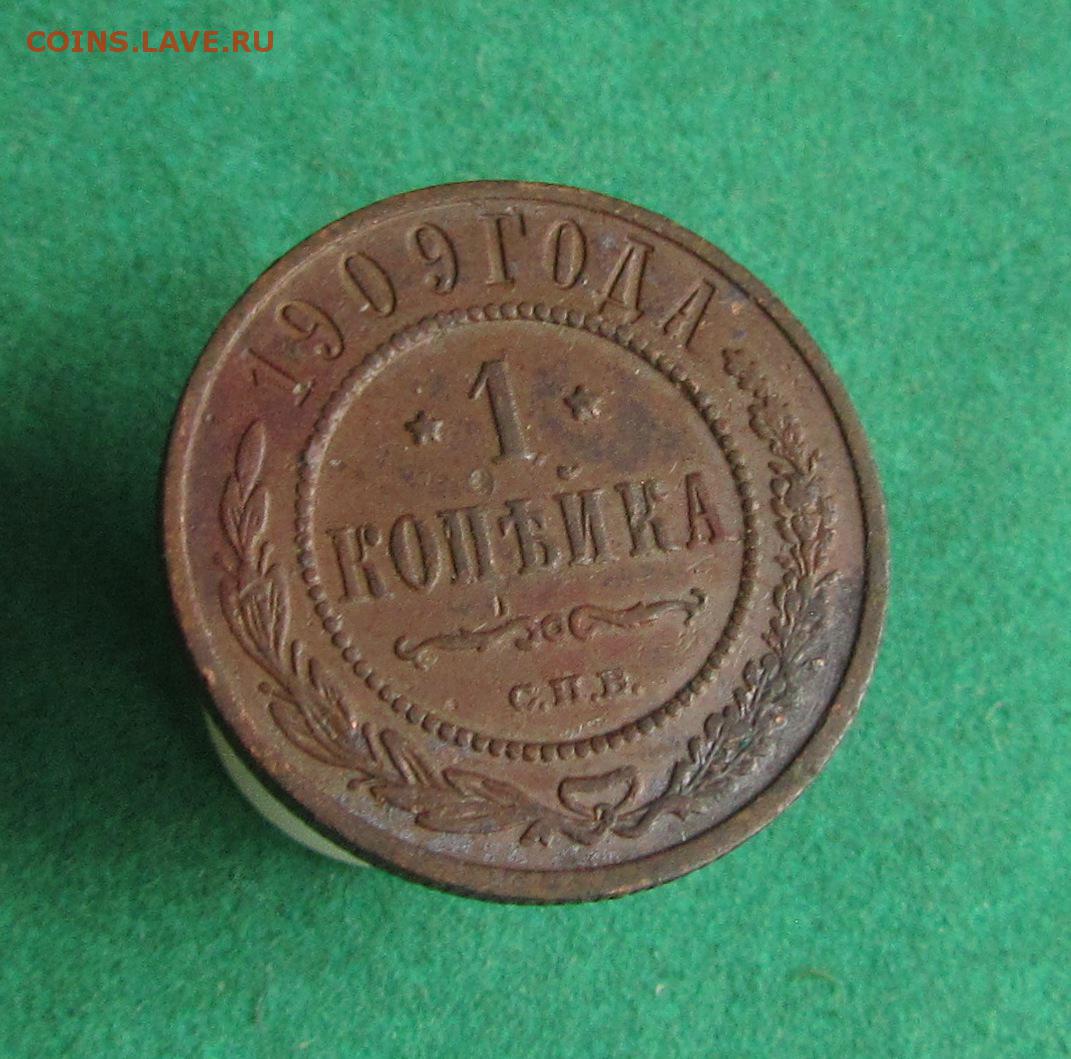 COINS.LAVE.RU
1909 ГОДА
1
КОПѢЙКА
С.П.Б.